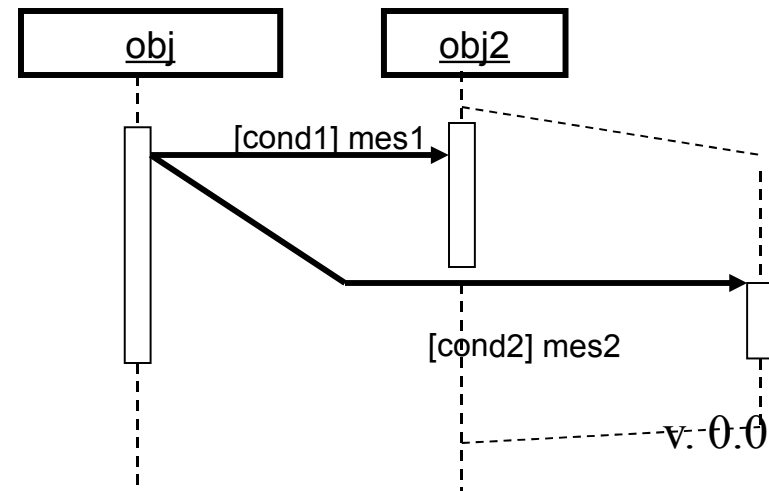 obj
obj2
[cond1] mes1
[cond2] mes2
v. 0.0